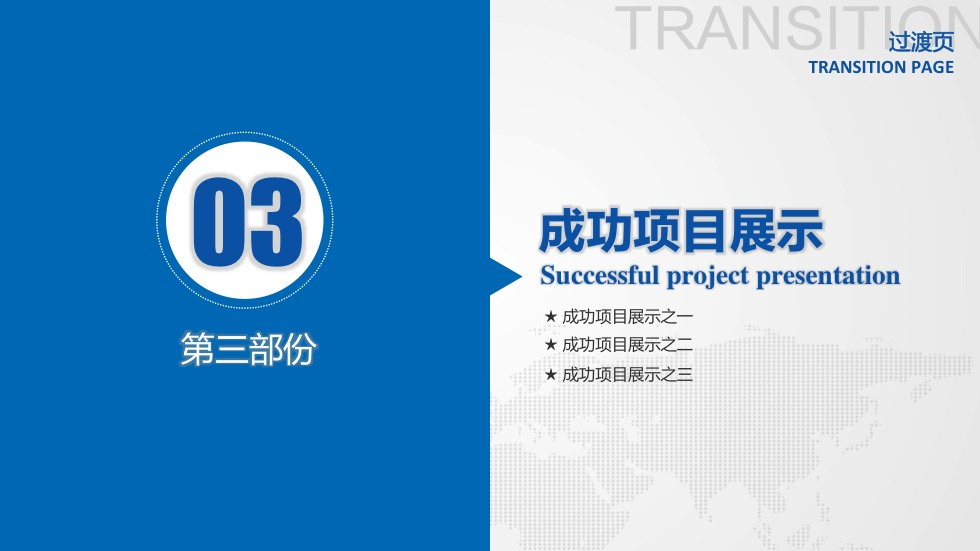 TRANSITION
过渡页
TRANSITION PAGE
03
第三部份
成功项目展示
Successful project presentation
★ 成功项目展示之一
★ 成功项目展示之二
★ 成功项目展示之三